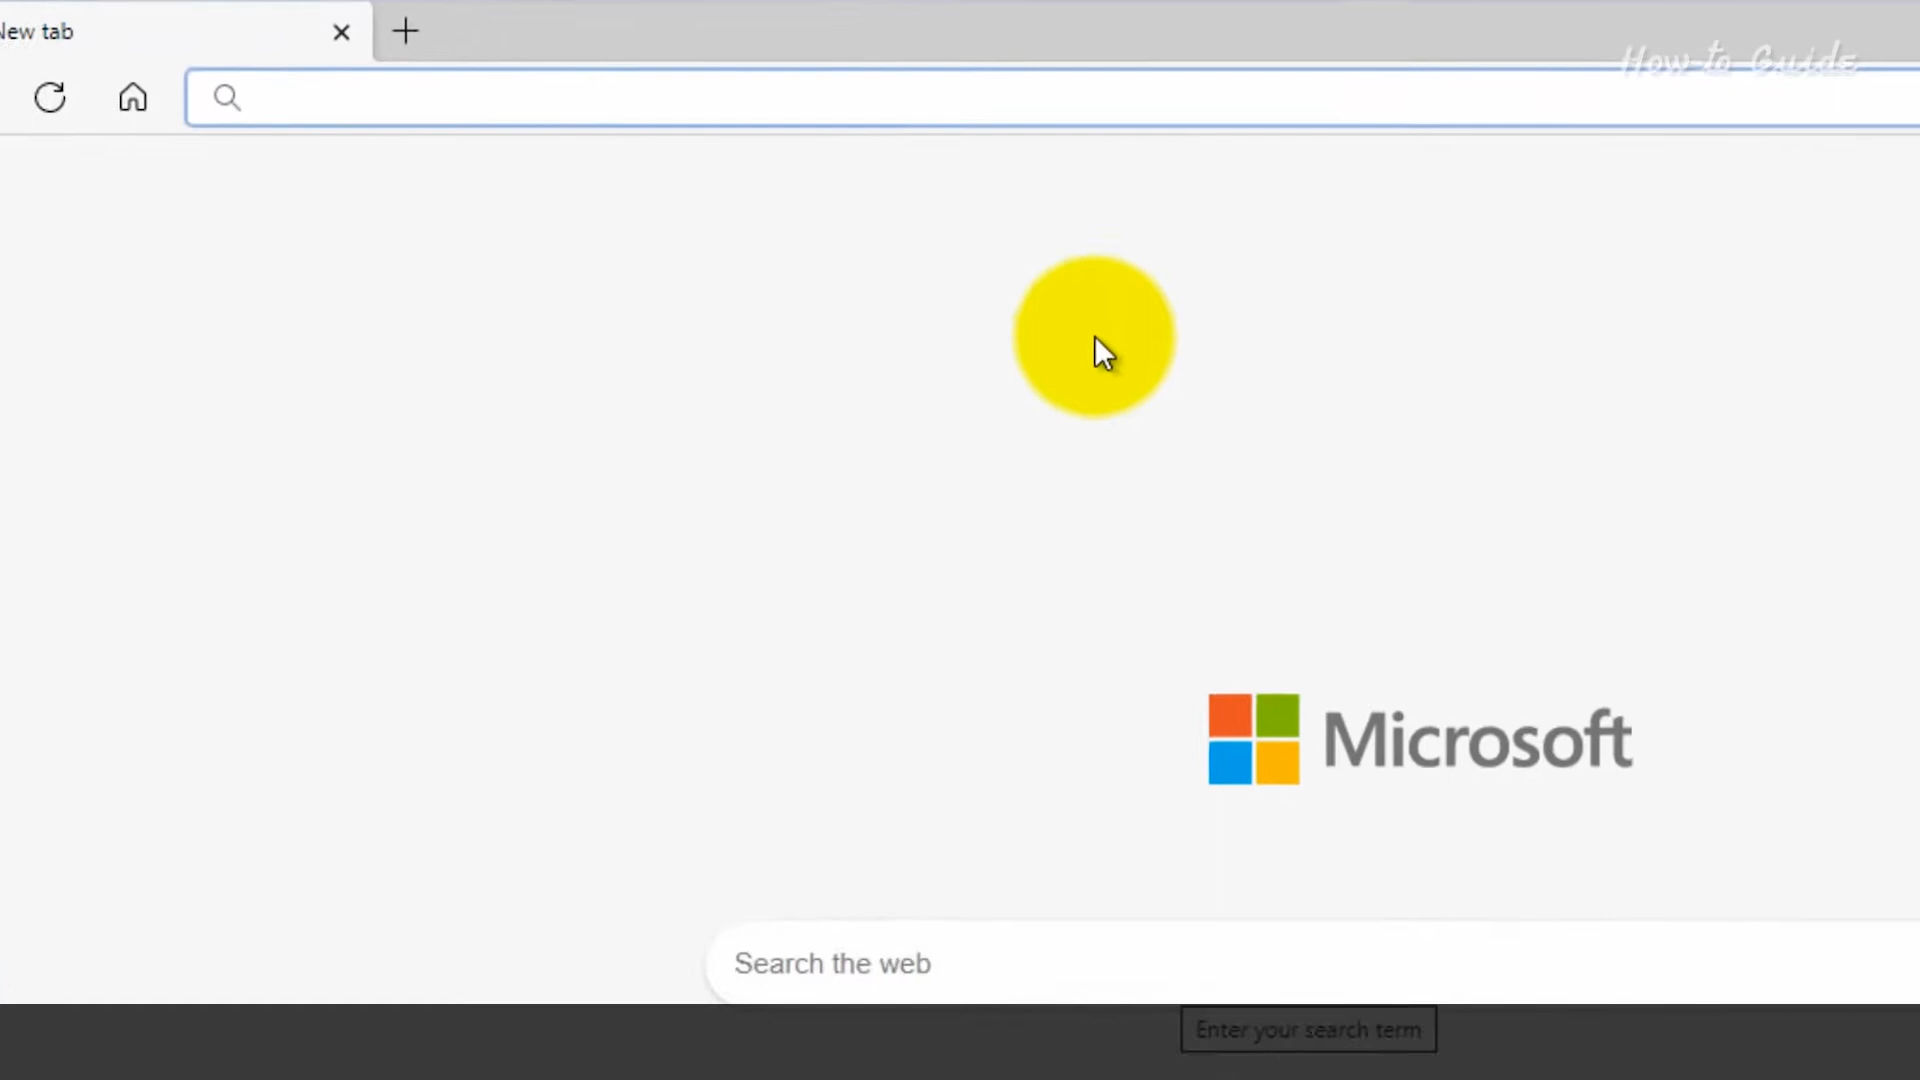 New tab
How-to Guide
Microsoft
Search the web
Enter your search term